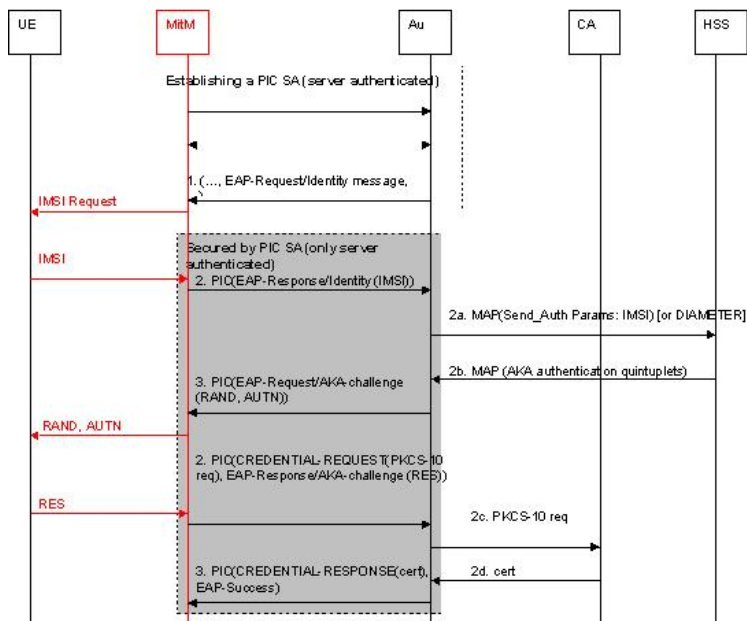 UE
MitM
Au
CA
HSS
Establishing a PIC SA (server authenticated)
1. (..., EAP-Request/Identity message,
)
IMSI Request
Secured by PIC SA (only server
authenticated)
IMSI
2. PIC(EAP-Response/Identity (IMSI))
2a. MAP(Send_Auth Params: IMSI) [or DIAMETER]
2b. MAP (AKA authentication quintuplets)
3. PIC(EAP-Request/AKA-challenge
(RAND, AUTN))
RAND, AUTN
2. PIC(CREDENTIAL-REQUEST(PKCS-10
req), EAP-Response/AKA-challenge (RES))
RES
2c. PKCS-10 req
3. PIC(CREDENTIAL-RESPONSE(cert),
EAP-Success)
2d. cert